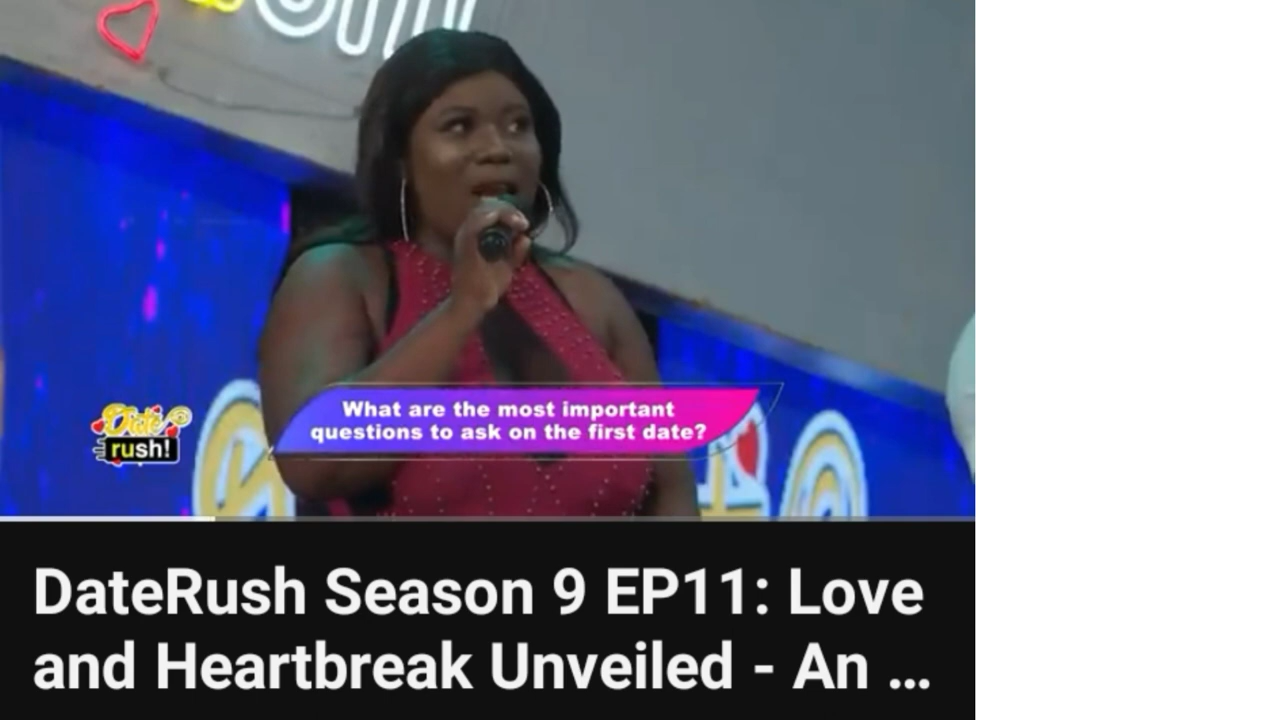 What are the most important
questions to ask on the first date?
Date
rush!
DateRush Season 9 EP11: Love
and Heartbreak Unveiled - An ...